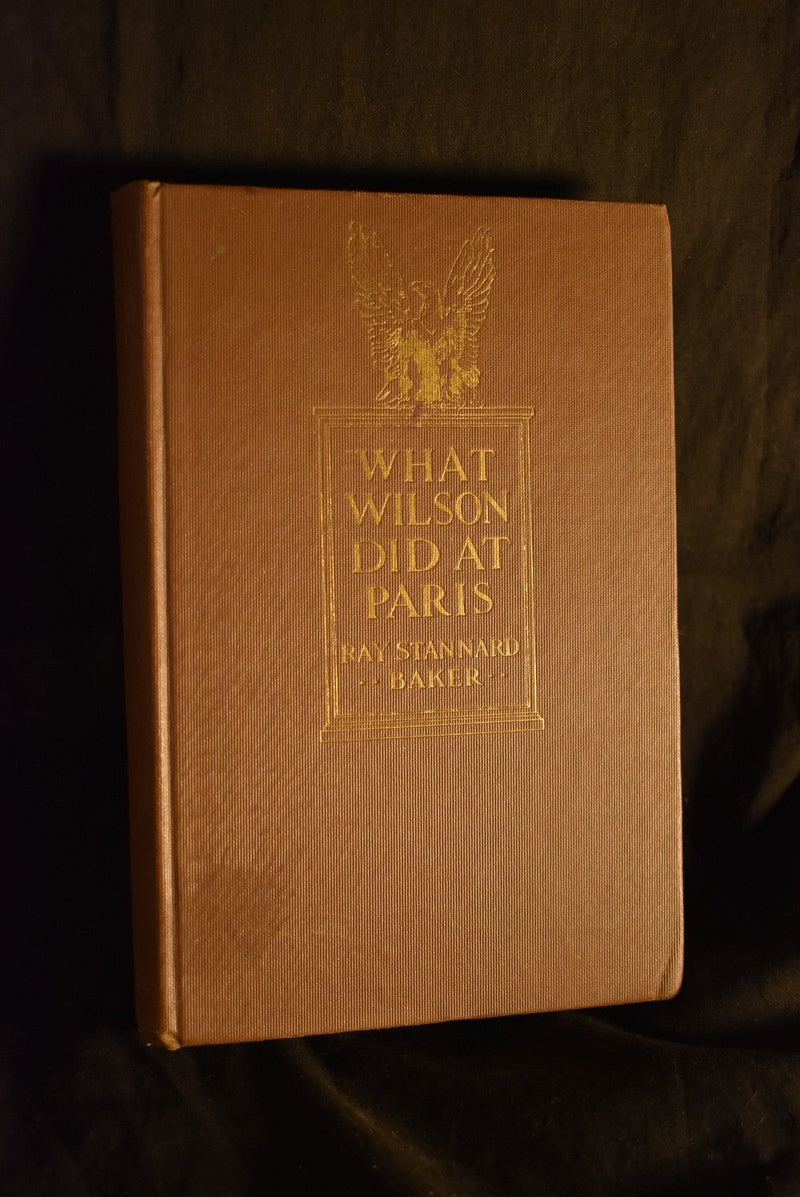 WHAT
WILSON
DID AT
PARIS
RAY STANNARD
·· BAKER ··